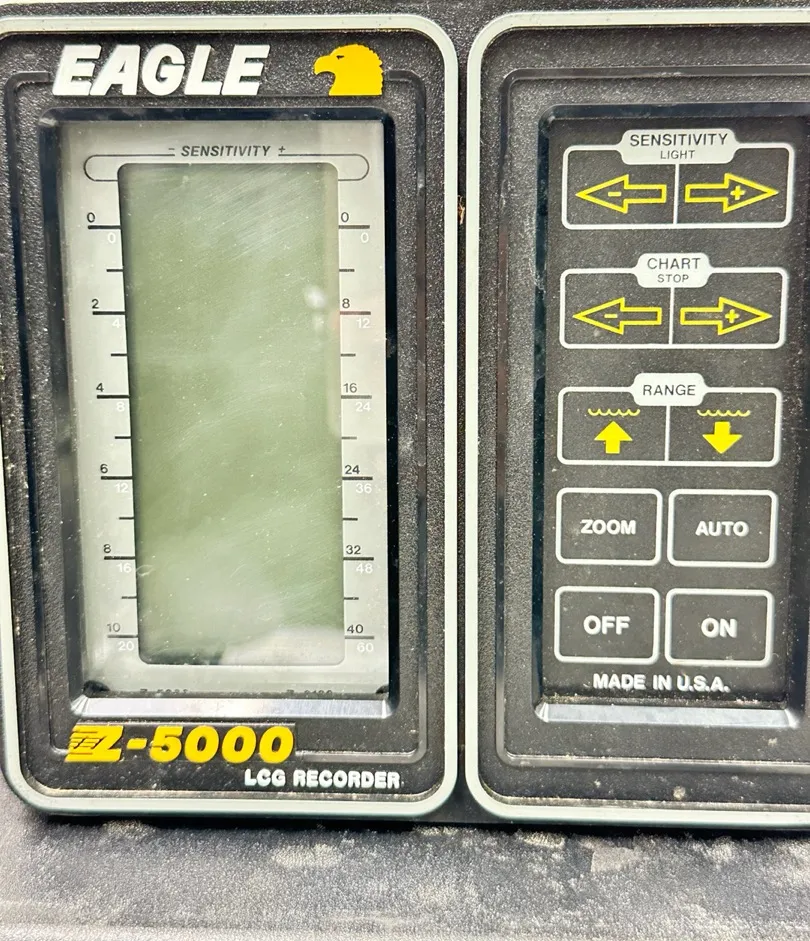 EAGLE
- SENSITIVITY +
0 0
0 0
2 8
4 12
4 16
8 24
6 24
12 36
8 32
16 48
10 40
20 60
Z-5000
LCG RECORDER
SENSITIVITY
LIGHT
- +
CHART
STOP
- +
RANGE
ZOOM AUTO
OFF ON
MADE IN U.S.A.